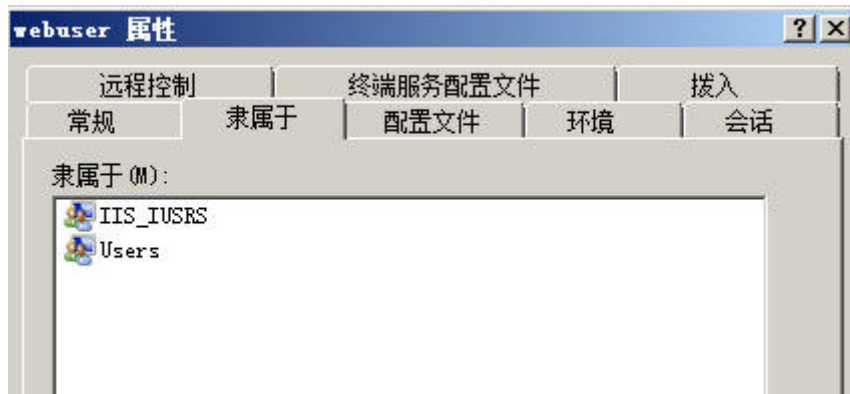 webuser 属性
远程控制 终端服务配置文件 拨入
常规 隶属于 配置文件 环境 会话
隶属于(M):
IIS_IUSRS
Users